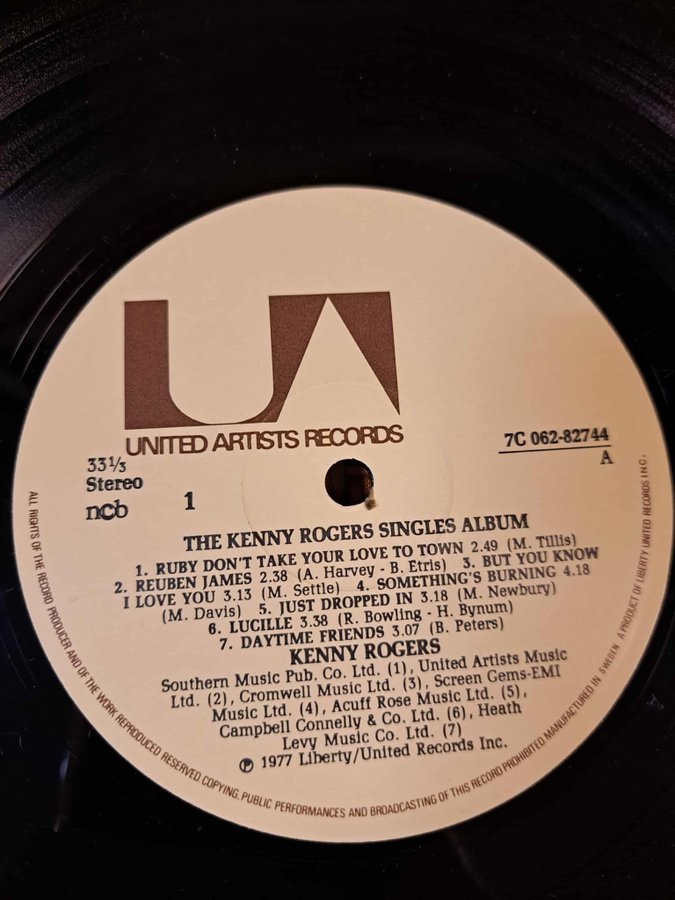 UA
UNITED ARTISTS RECORDS
33⅓
Stereo
ncb
1
7C 062-82744
A
THE KENNY ROGERS SINGLES ALBUM
1. RUBY DON'T TAKE YOUR LOVE TO TOWN 2.49 (M. Tillis)
2. REUBEN JAMES 2.38 (A. Harvey - B. Etris) 3. BUT YOU KNOW
I LOVE YOU 3.13 (M. Settle) 4. SOMETHING'S BURNING 4.18
(M. Davis) 5. JUST DROPPED IN 3.18 (M. Newbury)
6. LUCILLE 3.38 (R. Bowling - H. Bynum)
7. DAYTIME FRIENDS 3.07 (B. Peters)
KENNY ROGERS
Southern Music Pub. Co. Ltd. (1), United Artists Music
Ltd. (2), Cromwell Music Ltd. (3), Screen Gems-EMI
Music Ltd. (4), Acuff Rose Music Ltd. (5),
Campbell Connelly & Co. Ltd. (6), Heath
Levy Music Co. Ltd. (7)
℗ 1977 Liberty/United Records Inc.
ALL RIGHTS OF THE RECORD PRODUCER AND OF THE WORK REPRODUCED RESERVED. COPYING, PUBLIC PERFORMANCES AND BROADCASTING OF THIS RECORD PROHIBITED. MANUFACTURED IN SWEDEN A PRODUCT OF LIBERTY UNITED RECORDS INC.